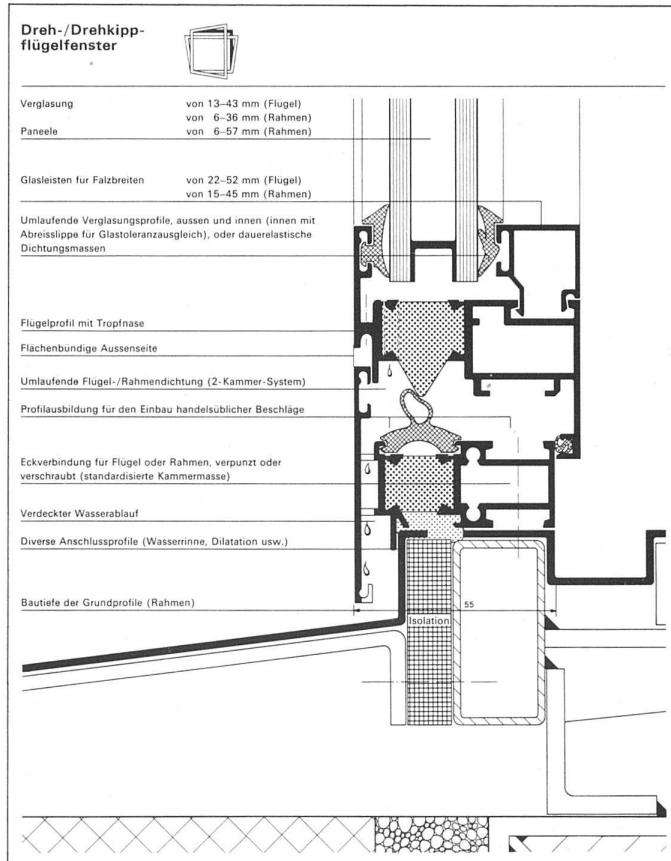 Dreh-/Drehkipp-
flügelfenster
Verglasung von 13–43 mm (Flügel)
von 6–36 mm (Rahmen)
Paneele von 6–57 mm (Rahmen)
Glasleisten für Falzbreiten von 22–52 mm (Flügel)
von 15–45 mm (Rahmen)
Umlaufende Verglasungsprofile, aussen und innen (innen mit
Abreisslippe für Glastoleranzausgleich), oder dauerelastische
Dichtungsmassen
Flügelprofil mit Tropfnase
Flächenbündige Aussenseite
Umlaufende Flügel-/Rahmendichtung (2-Kammer-System)
Profilausbildung für den Einbau handelsüblicher Beschläge
Eckverbindung für Flügel oder Rahmen, verpunzt oder
verschraubt (standardisierte Kammermasse)
Verdeckter Wasserablauf
Diverse Anschlussprofile (Wasserrinne, Dilatation usw.)
Bautiefe der Grundprofile (Rahmen) 55
Isolation